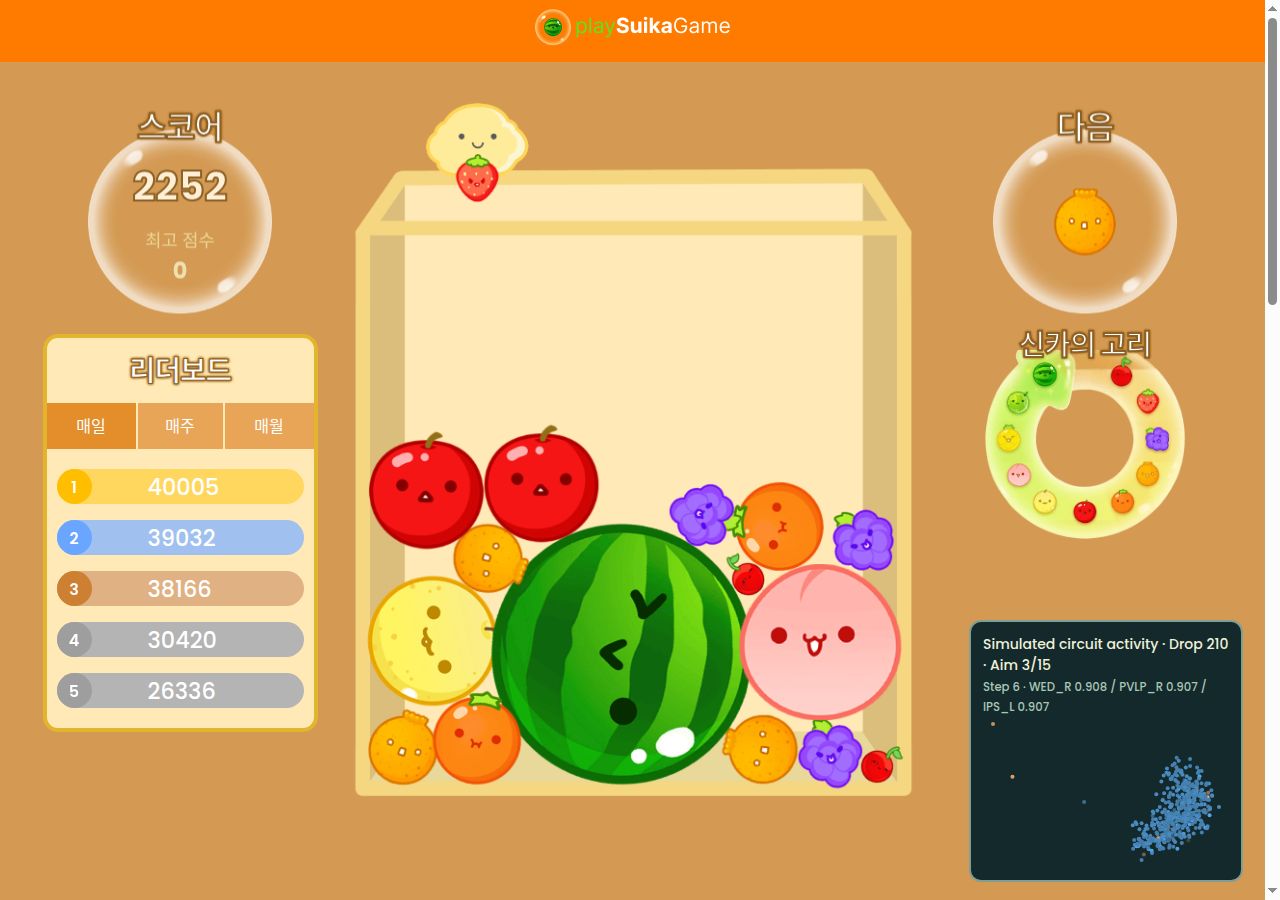 playSuikaGame
스코어
2252
최고 점수
0
다음
신카의 고리
리더보드
매일 매주 매월
1 40005
2 39032
3 38166
4 30420
5 26336
Simulated circuit activity · Drop 210
· Aim 3/15
Step 6 · WED_R 0.908 / PVLP_R 0.907 /
IPS_L 0.907